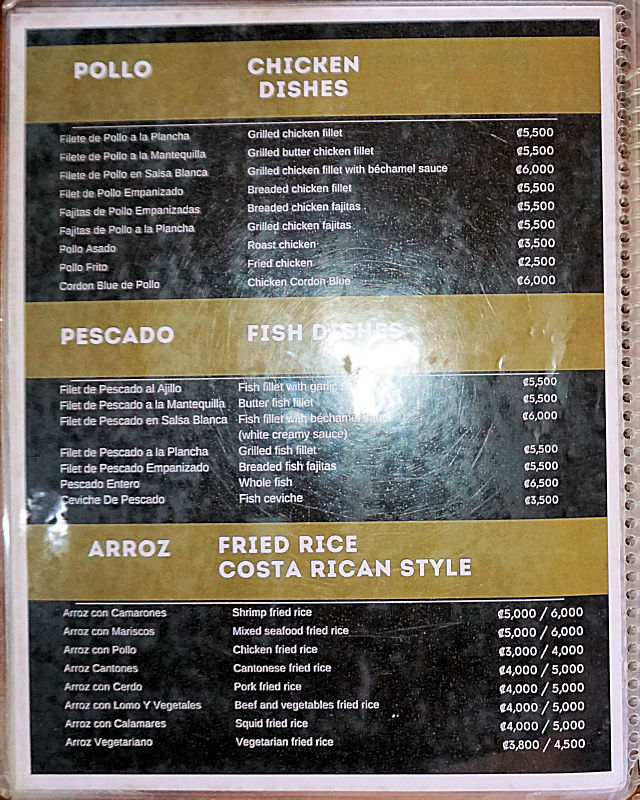 POLLO CHICKEN
DISHES
Filete de Pollo a la Plancha Grilled chicken fillet ₡5,500
Filete de Pollo a la Mantequilla Grilled butter chicken fillet ₡5,500
Filete de Pollo en Salsa Blanca Grilled chicken fillet with béchamel sauce ₡6,000
Filet de Pollo Empanizado Breaded chicken fillet ₡5,500
Fajitas de Pollo Empanizadas Breaded chicken fajitas ₡5,500
Fajitas de Pollo a la Plancha Grilled chicken fajitas ₡5,500
Pollo Asado Roast chicken ₡3,500
Pollo Frito Fried chicken ₡2,500
Cordon Blue de Pollo Chicken Cordon Blue ₡6,000
PESCADO FISH DISHES
Filet de Pescado al Ajillo Fish fillet with garlic ₡5,500
Filet de Pescado a la Mantequilla Butter fish fillet ₡5,500
Filet de Pescado en Salsa Blanca Fish fillet with béchamel sauce ₡6,000
(white creamy sauce)
Filet de Pescado a la Plancha Grilled fish fillet ₡5,500
Filet de Pescado Empanizado Breaded fish fajitas ₡5,500
Pescado Entero Whole fish ₡6,500
Ceviche De Pescado Fish ceviche ₡3,500
ARROZ FRIED RICE
COSTA RICAN STYLE
Arroz con Camarones Shrimp fried rice ₡5,000 / 6,000
Arroz con Mariscos Mixed seafood fried rice ₡5,000 / 6,000
Arroz con Pollo Chicken fried rice ₡3,000 / 4,000
Arroz Cantones Cantonese fried rice ₡4,000 / 5,000
Arroz con Cerdo Pork fried rice ₡4,000 / 5,000
Arroz con Lomo Y Vegetales Beef and vegetables fried rice ₡4,000 / 5,000
Arroz con Calamares Squid fried rice ₡4,000 / 5,000
Arroz Vegetariano Vegetarian fried rice ₡3,800 / 4,500